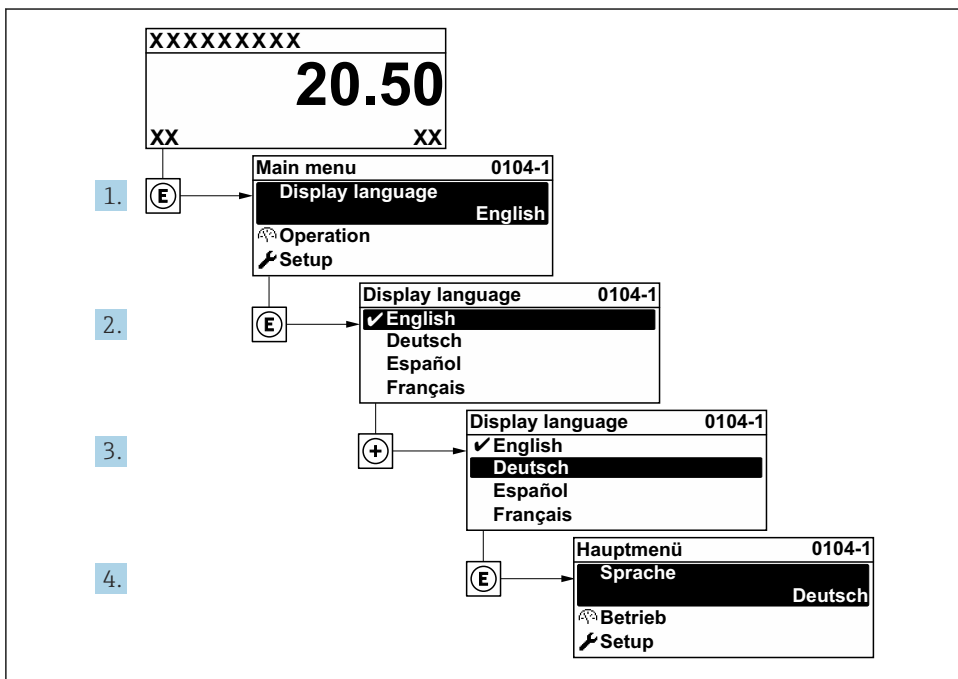 XXXXXXXXX
20.50
XX XX
1. E
Main menu 0104-1
Display language
English
Operation
Setup
2. E
Display language 0104-1
✔English
Deutsch
Español
Français
3. +
Display language 0104-1
✔English
Deutsch
Español
Français
4. E
Hauptmenü 0104-1
Sprache
Deutsch
Betrieb
Setup